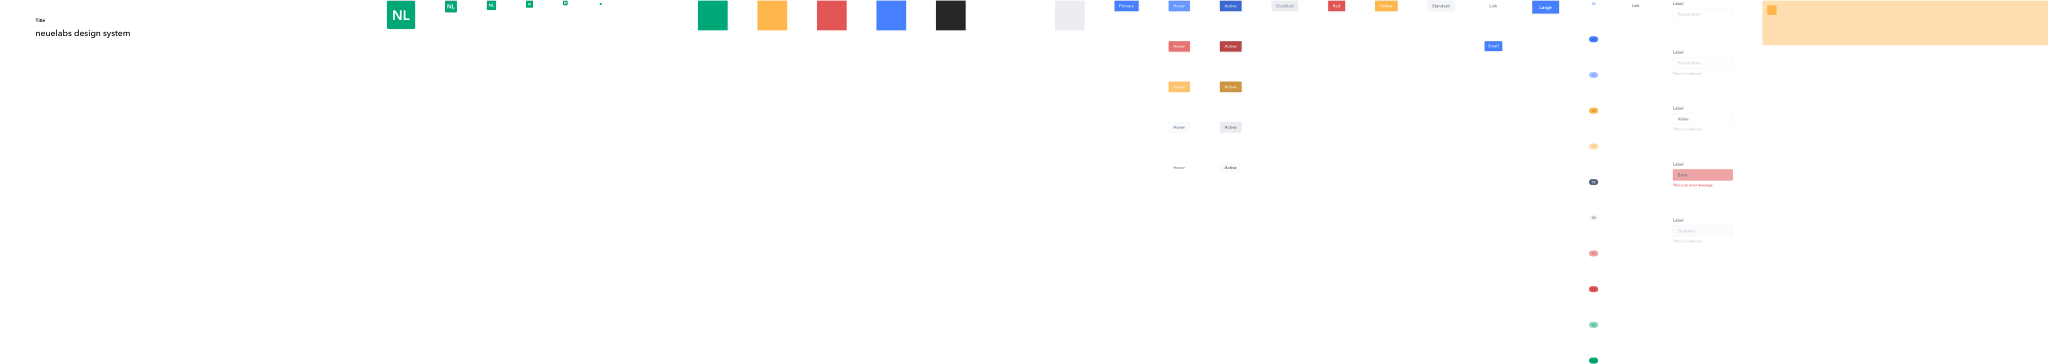 Title
neuelabs design system
NL
NL
NL
Primary
Hover
Active
Disabled
Red
Yellow
Standard
Link
Large
Link
Hover
Active
Small
Hover
Active
Hover
Active
Hover
Active
Label
Placeholder
Label
Placeholder
This is a help text
Label
Value
This is a help text
Label
Error
This is an error message
Label
Disabled
This is a help text